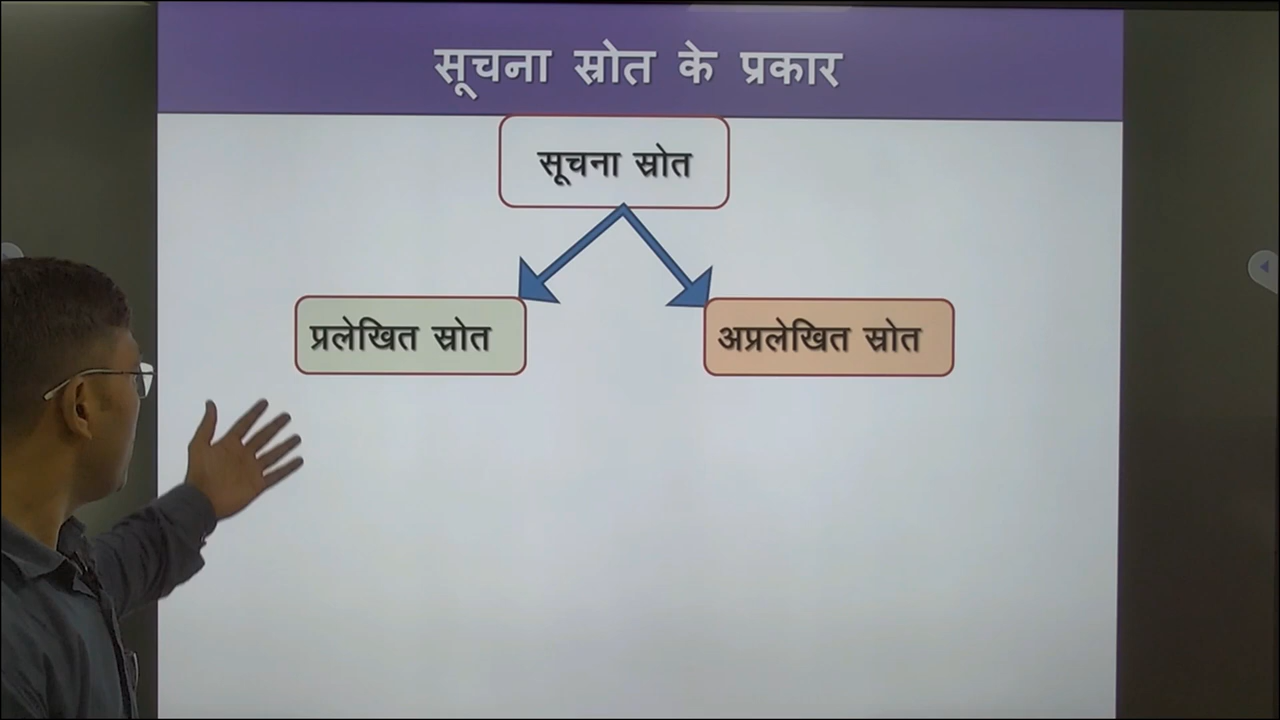 सूचना स्रोत के प्रकार
सूचना स्रोत
प्रलेखित स्रोत
अप्रलेखित स्रोत